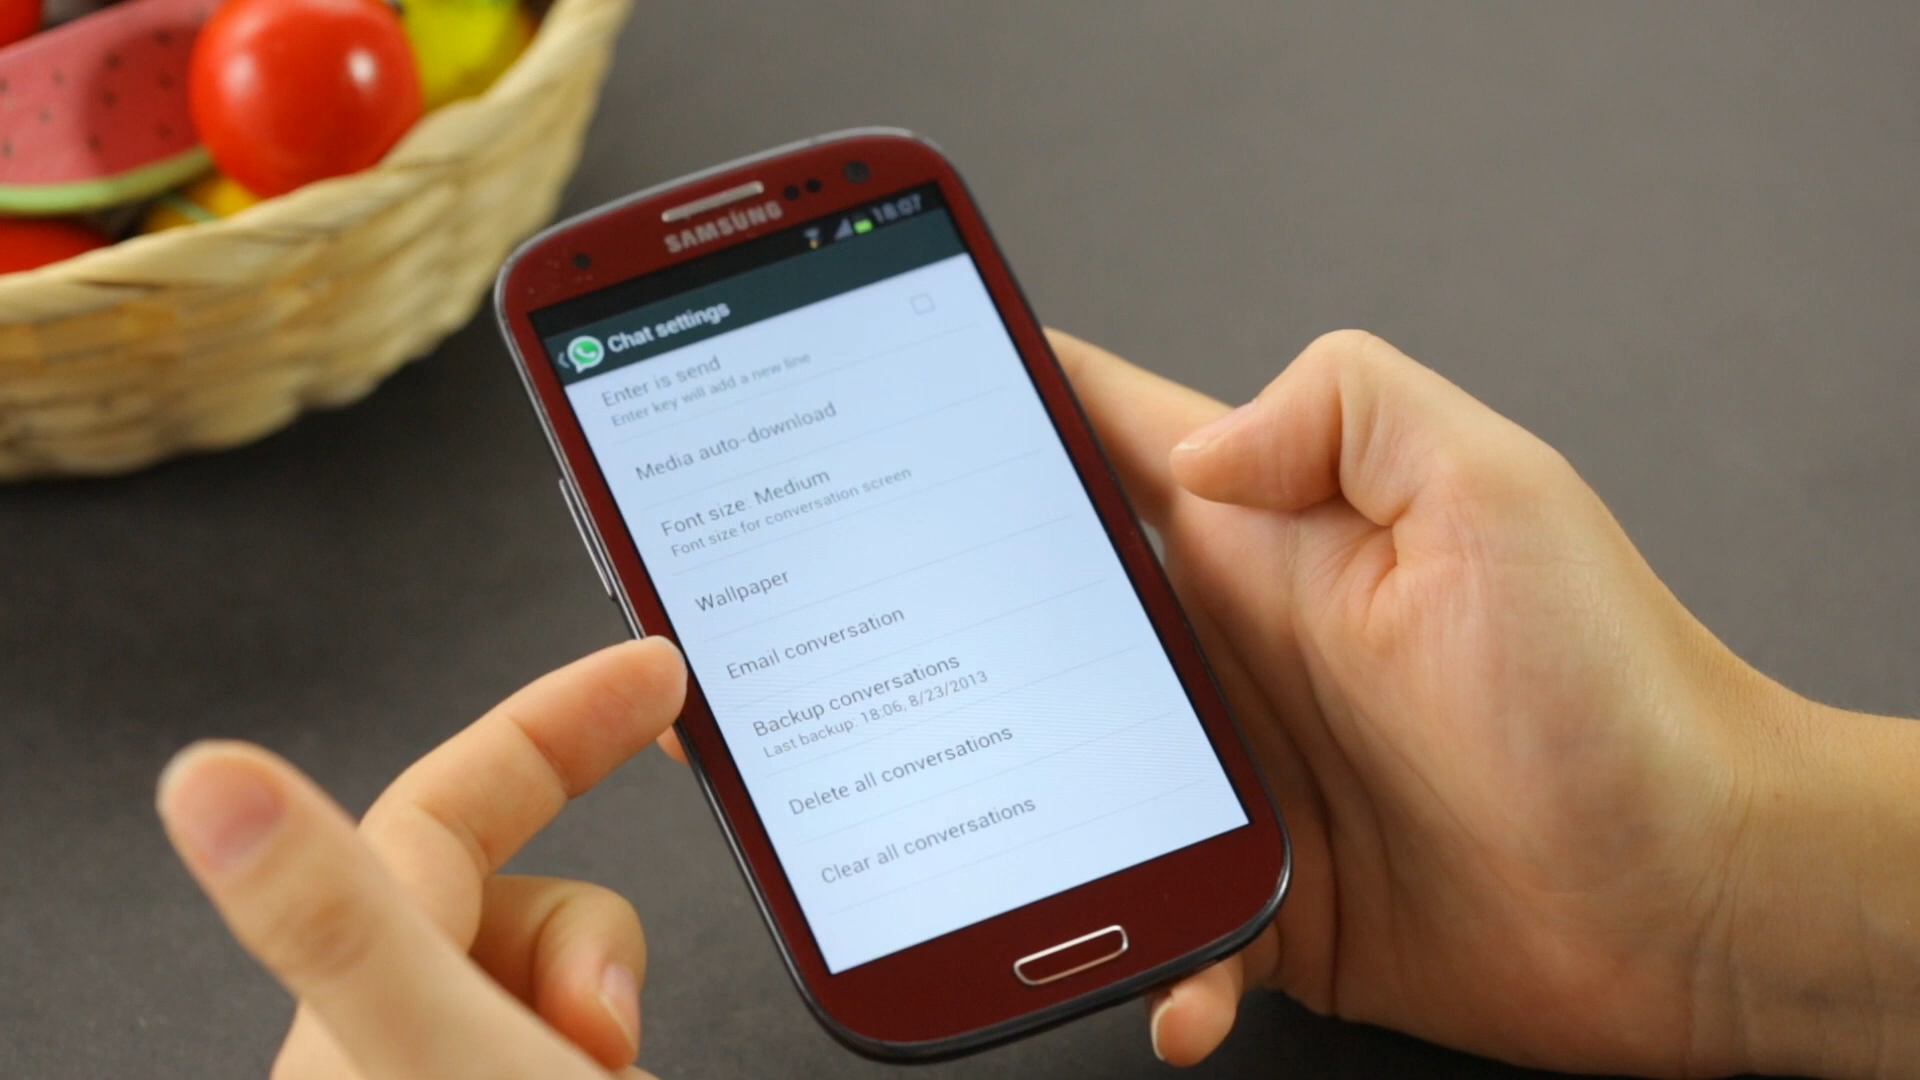 SAMSUNG
18:07
Chat settings
Enter is send
Enter key will add a new line
Media auto-download
Font size: Medium
Font size for conversation screen
Wallpaper
Email conversation
Backup conversations
Last backup: 18:06, 8/23/2013
Delete all conversations
Clear all conversations